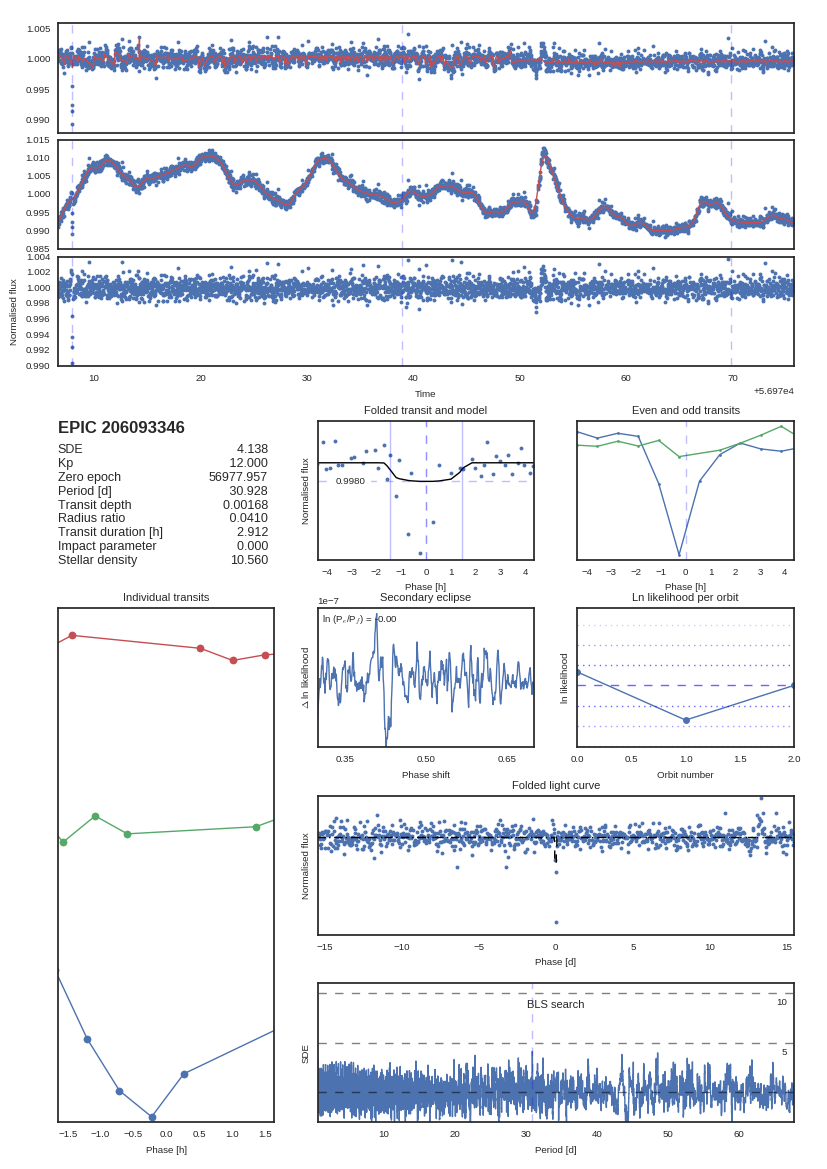 1.005
1.000
0.995
0.990
1.015
1.010
1.005
1.000
0.995
0.990
0.985
1.004
1.002
1.000
0.998
0.996
0.994
0.992
0.990
Normalised flux
10 20 30 40 50 60 70
Time
+5.697e4
EPIC 206093346
SDE 4.138
Kp 12.000
Zero epoch 56977.957
Period [d] 30.928
Transit depth 0.00168
Radius ratio 0.0410
Transit duration [h] 2.912
Impact parameter 0.000
Stellar density 10.560
Folded transit and model
Normalised flux
0.9980
−4 −3 −2 −1 0 1 2 3 4
Phase [h]
Even and odd transits
−4 −3 −2 −1 0 1 2 3 4
Phase [h]
Individual transits
−1.5 −1.0 −0.5 0.0 0.5 1.0 1.5
Phase [h]
Secondary eclipse
1e−7
Δ ln likelihood
0.35 0.50 0.65
Phase shift
Ln likelihood per orbit
ln likelihood
0.0 0.5 1.0 1.5 2.0
Orbit number
Folded light curve
Normalised flux
−15 −10 −5 0 5 10 15
Phase [d]
BLS search
10
5
SDE
10 20 30 40 50 60
Period [d]